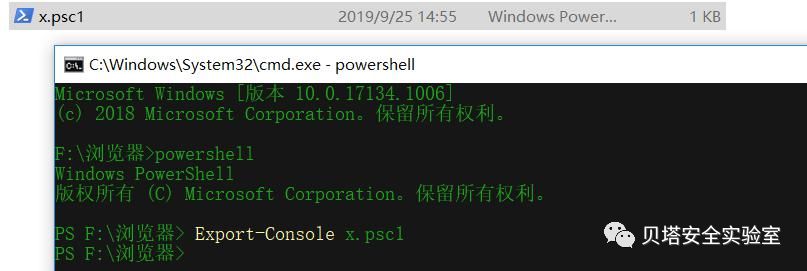 x.psc1 2019/9/25 14:55 Windows Power... 1 KB
C:\Windows\System32\cmd.exe - powershell
Microsoft Windows [版本 10.0.17134.1006]
(c) 2018 Microsoft Corporation。保留所有权利。
F:\浏览器>powershell
Windows PowerShell
版权所有 (C) Microsoft Corporation。保留所有权利。
PS F:\浏览器> Export-Console x.psc1
PS F:\浏览器>
贝塔安全实验室